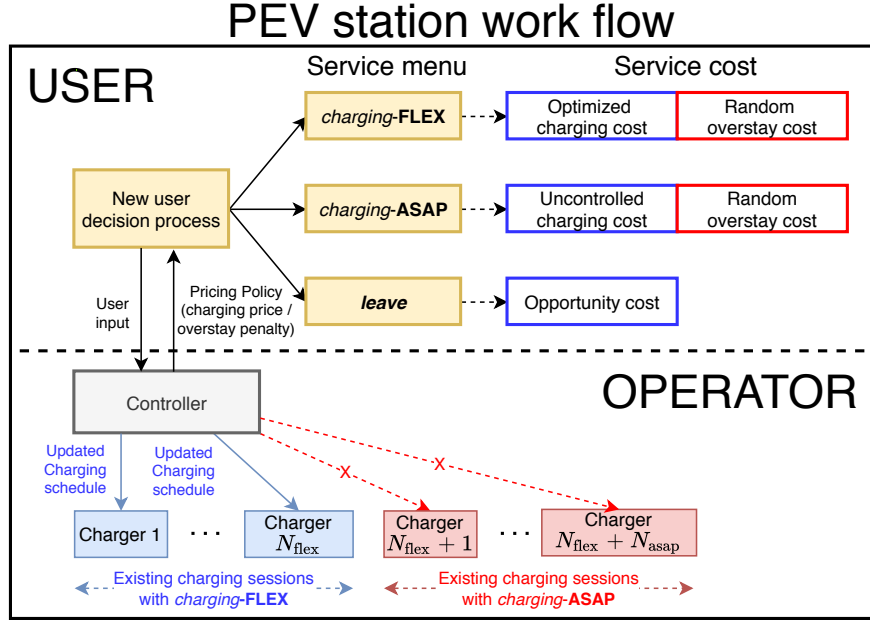 PEV station work flow
USER
Service menu
Service cost
charging-FLEX
Optimized
charging cost
Random
overstay cost
New user
decision process
charging-ASAP
Uncontrolled
charging cost
Random
overstay cost
leave
Opportunity cost
User
input
Pricing Policy
(charging price /
overstay penalty)
OPERATOR
Controller
Updated
Charging
schedule
Updated
Charging
schedule
X
X
Charger 1
...
Charger
N_flex
Charger
N_flex + 1
...
Charger
N_flex + N_asap
Existing charging sessions
with charging-FLEX
Existing charging sessions
with charging-ASAP